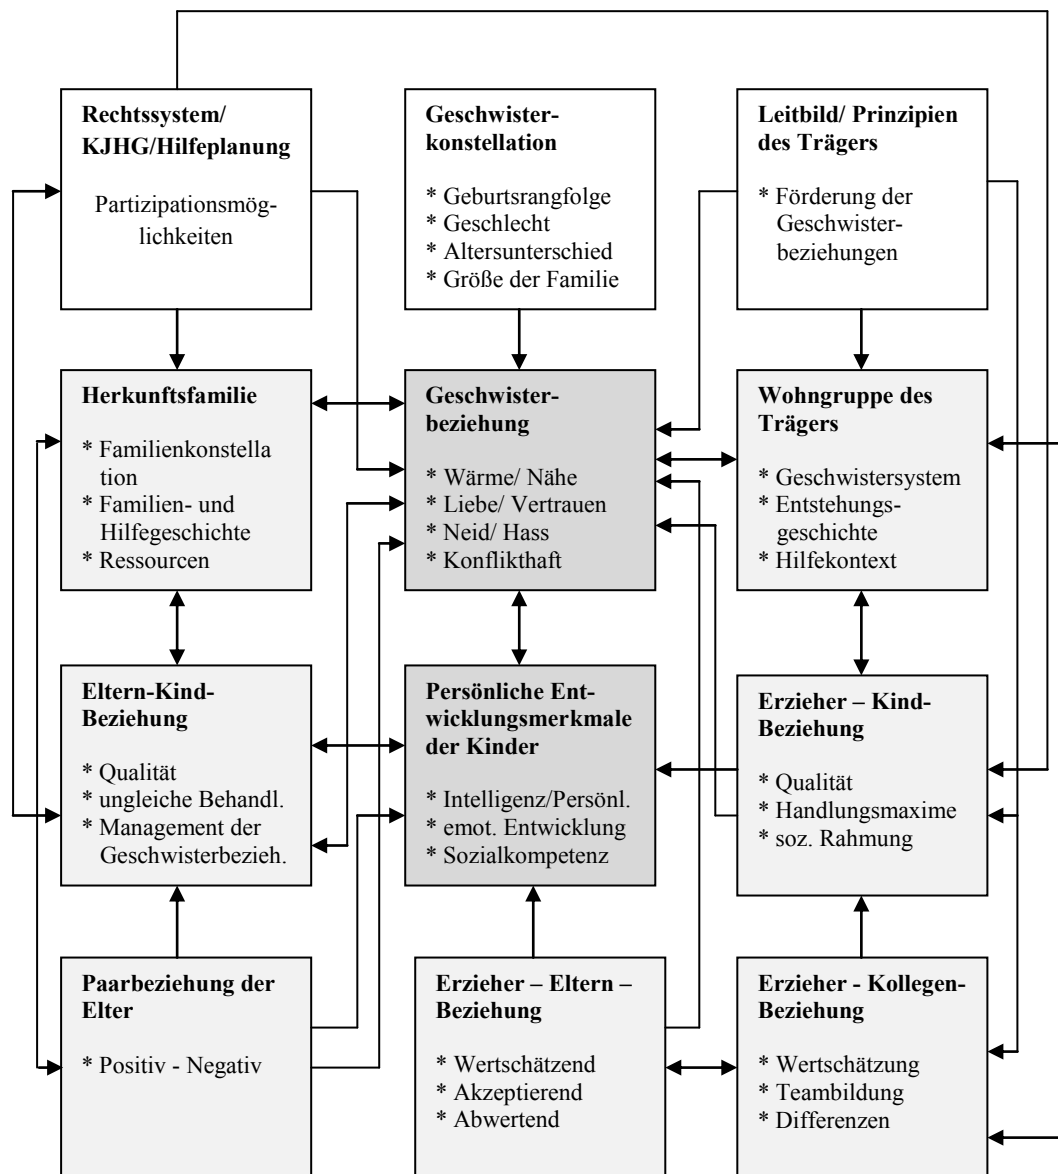 Rechtssystem/
KJHG/Hilfeplanung
Partizipationsmög-
lichkeiten
Geschwister-
konstellation
* Geburtsrangfolge
* Geschlecht
* Altersunterschied
* Größe der Familie
Leitbild/ Prinzipien
des Trägers
* Förderung der
Geschwister-
beziehungen
Herkunftsfamilie
* Familienkonstella
tion
* Familien- und
Hilfegeschichte
* Ressourcen
Geschwister-
beziehung
* Wärme/ Nähe
* Liebe/ Vertrauen
* Neid/ Hass
* Konflikthaft
Wohngruppe des
Trägers
* Geschwistersystem
* Entstehungs-
geschichte
* Hilfekontext
Eltern-Kind-
Beziehung
* Qualität
* ungleiche Behandl.
* Management der
Geschwisterbezieh.
Persönliche Ent-
wicklungsmerkmale
der Kinder
* Intelligenz/Persönl.
* emot. Entwicklung
* Sozialkompetenz
Erzieher – Kind-
Beziehung
* Qualität
* Handlungsmaxime
* soz. Rahmung
Paarbeziehung der
Elter
* Positiv - Negativ
Erzieher – Eltern –
Beziehung
* Wertschätzend
* Akzeptierend
* Abwertend
Erzieher - Kollegen-
Beziehung
* Wertschätzung
* Teambildung
* Differenzen